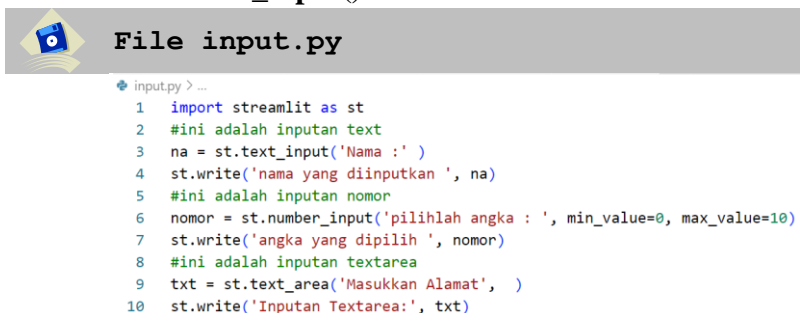 File input.py
input.py > ...
1 import streamlit as st
2 #ini adalah inputan text
3 na = st.text_input('Nama :' )
4 st.write('nama yang diinputkan ', na)
5 #ini adalah inputan nomor
6 nomor = st.number_input('pilihlah angka : ', min_value=0, max_value=10)
7 st.write('angka yang dipilih ', nomor)
8 #ini adalah inputan textarea
9 txt = st.text_area('Masukkan Alamat',  )
10 st.write('Inputan Textarea:', txt)